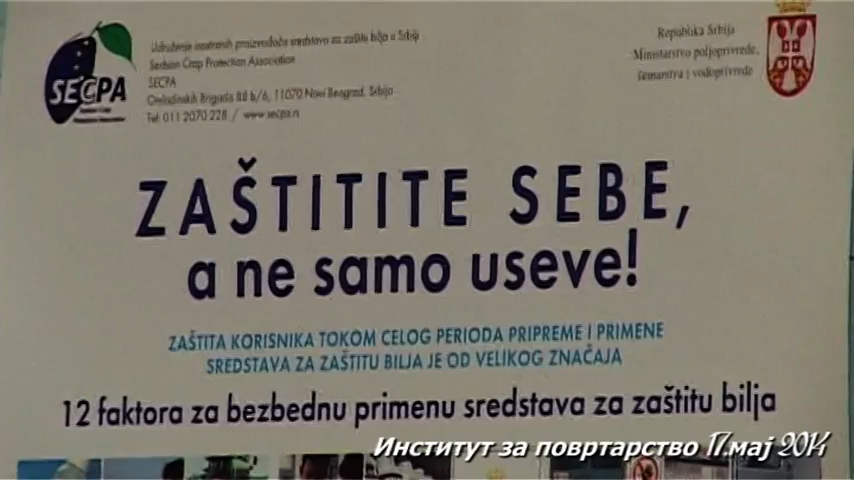 SECPA
Udruženje inostranih proizvođača sredstava za zaštitu bilja u Srbiji
Serbian Crop Protection Association
SECPA
Omladinskih Brigada 88 b/6, 11070 Novi Beograd, Srbija
Tel: 011 2070 228 / www.secpa.rs
Republika Srbija
Ministarstvo poljoprivrede,
šumarstva i vodoprivrede
ZAŠTITITE SEBE,
a ne samo useve!
ZAŠTITA KORISNIKA TOKOM CELOG PERIODA PRIPREME I PRIMENE
SREDSTAVA ZA ZAŠTITU BILJA JE OD VELIKOG ZNAČAJA
12 faktora za bezbednu primenu sredstava za zaštitu bilja
Институт за повртарство 17.мај 2014